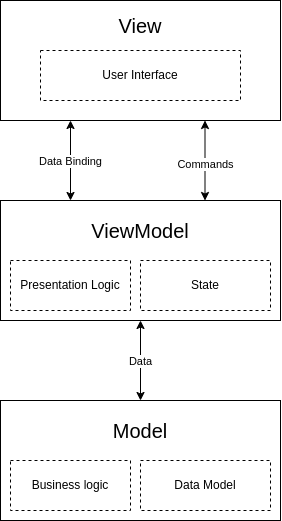 View
User Interface
Data Binding
Commands
ViewModel
Presentation Logic
State
Data
Model
Business logic
Data Model